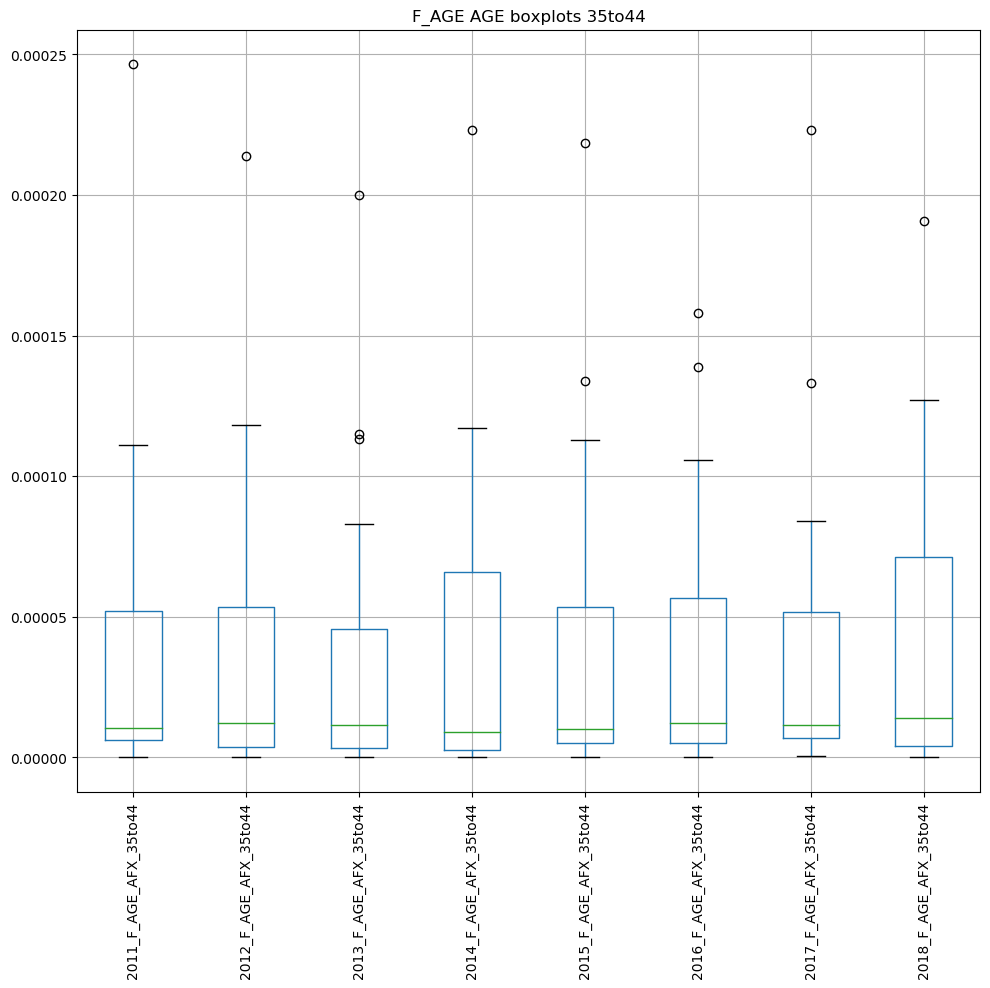 F_AGE AGE boxplots 35to44
0.00025
0.00020
0.00015
0.00010
0.00005
0.00000
2011_F_AGE_AFX_35to44
2012_F_AGE_AFX_35to44
2013_F_AGE_AFX_35to44
2014_F_AGE_AFX_35to44
2015_F_AGE_AFX_35to44
2016_F_AGE_AFX_35to44
2017_F_AGE_AFX_35to44
2018_F_AGE_AFX_35to44